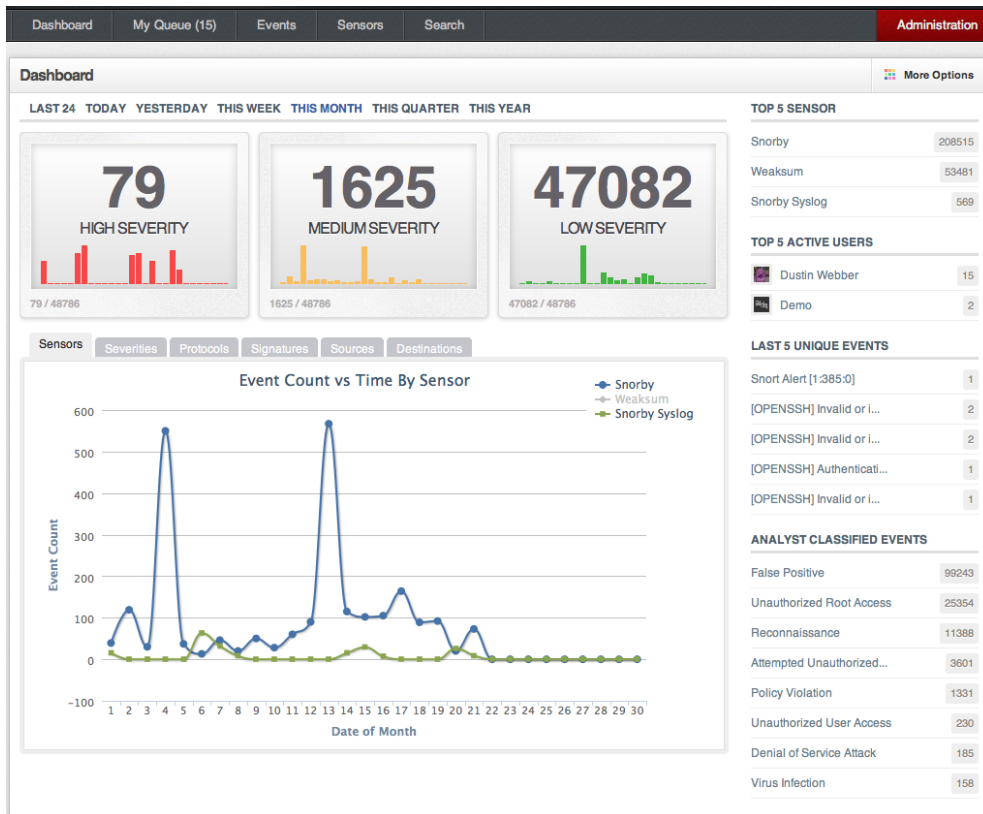 Dashboard My Queue (15) Events Sensors Search Administration
Dashboard More Options
LAST 24 TODAY YESTERDAY THIS WEEK THIS MONTH THIS QUARTER THIS YEAR
79
HIGH SEVERITY
79 / 48786
1625
MEDIUM SEVERITY
1625 / 48786
47082
LOW SEVERITY
47082 / 48786
Sensors Severities Protocols Signatures Sources Destinations
Event Count vs Time By Sensor
Snorby
Weaksum
Snorby Syslog
Event Count
600
500
400
300
200
100
0
−100
1 2 3 4 5 6 7 8 9 10 11 12 13 14 15 16 17 18 19 20 21 22 23 24 25 26 27 28 29 30
Date of Month
TOP 5 SENSOR
Snorby 208515
Weaksum 53481
Snorby Syslog 569
TOP 5 ACTIVE USERS
Dustin Webber 15
Demo 2
LAST 5 UNIQUE EVENTS
Snort Alert [1:385:0] 1
[OPENSSH] Invalid or i... 2
[OPENSSH] Invalid or i... 2
[OPENSSH] Authenticati... 1
[OPENSSH] Invalid or i... 1
ANALYST CLASSIFIED EVENTS
False Positive 99243
Unauthorized Root Access 25354
Reconnaissance 11388
Attempted Unauthorized... 3601
Policy Violation 1331
Unauthorized User Access 230
Denial of Service Attack 185
Virus Infection 158